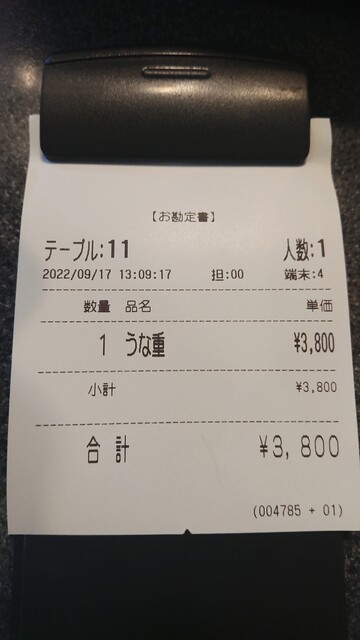 【お勘定書】
テーブル:11 人数:1
2022/09/17 13:09:17 担:00 端末:4
数量 品名 単価
1 うな重 ¥3,800
小計 ¥3,800
合計 ¥3,800
(004785 + 01)